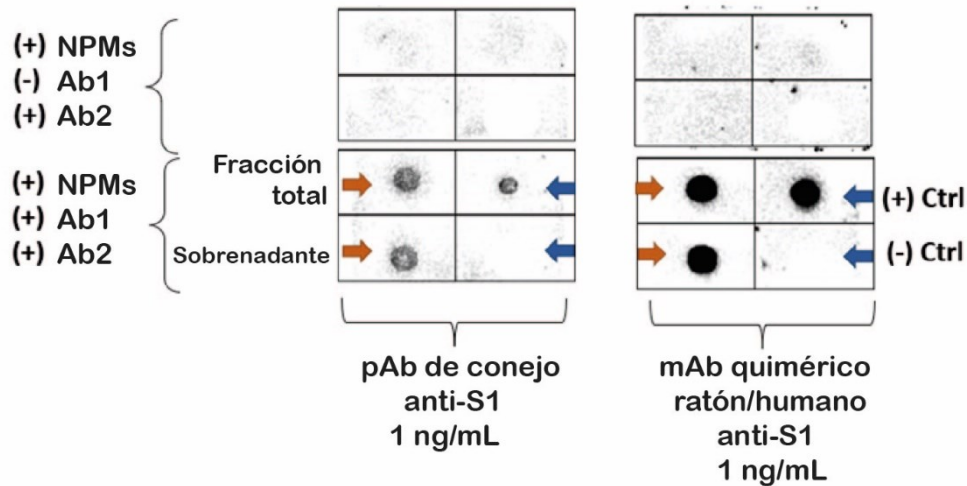 (+) NPMs
(-) Ab1
(+) Ab2
(+) NPMs
(+) Ab1
(+) Ab2
Fracción
total
Sobrenadante
(+) Ctrl
(-) Ctrl
pAb de conejo
anti-S1
1 ng/mL
mAb quimérico
ratón/humano
anti-S1
1 ng/mL